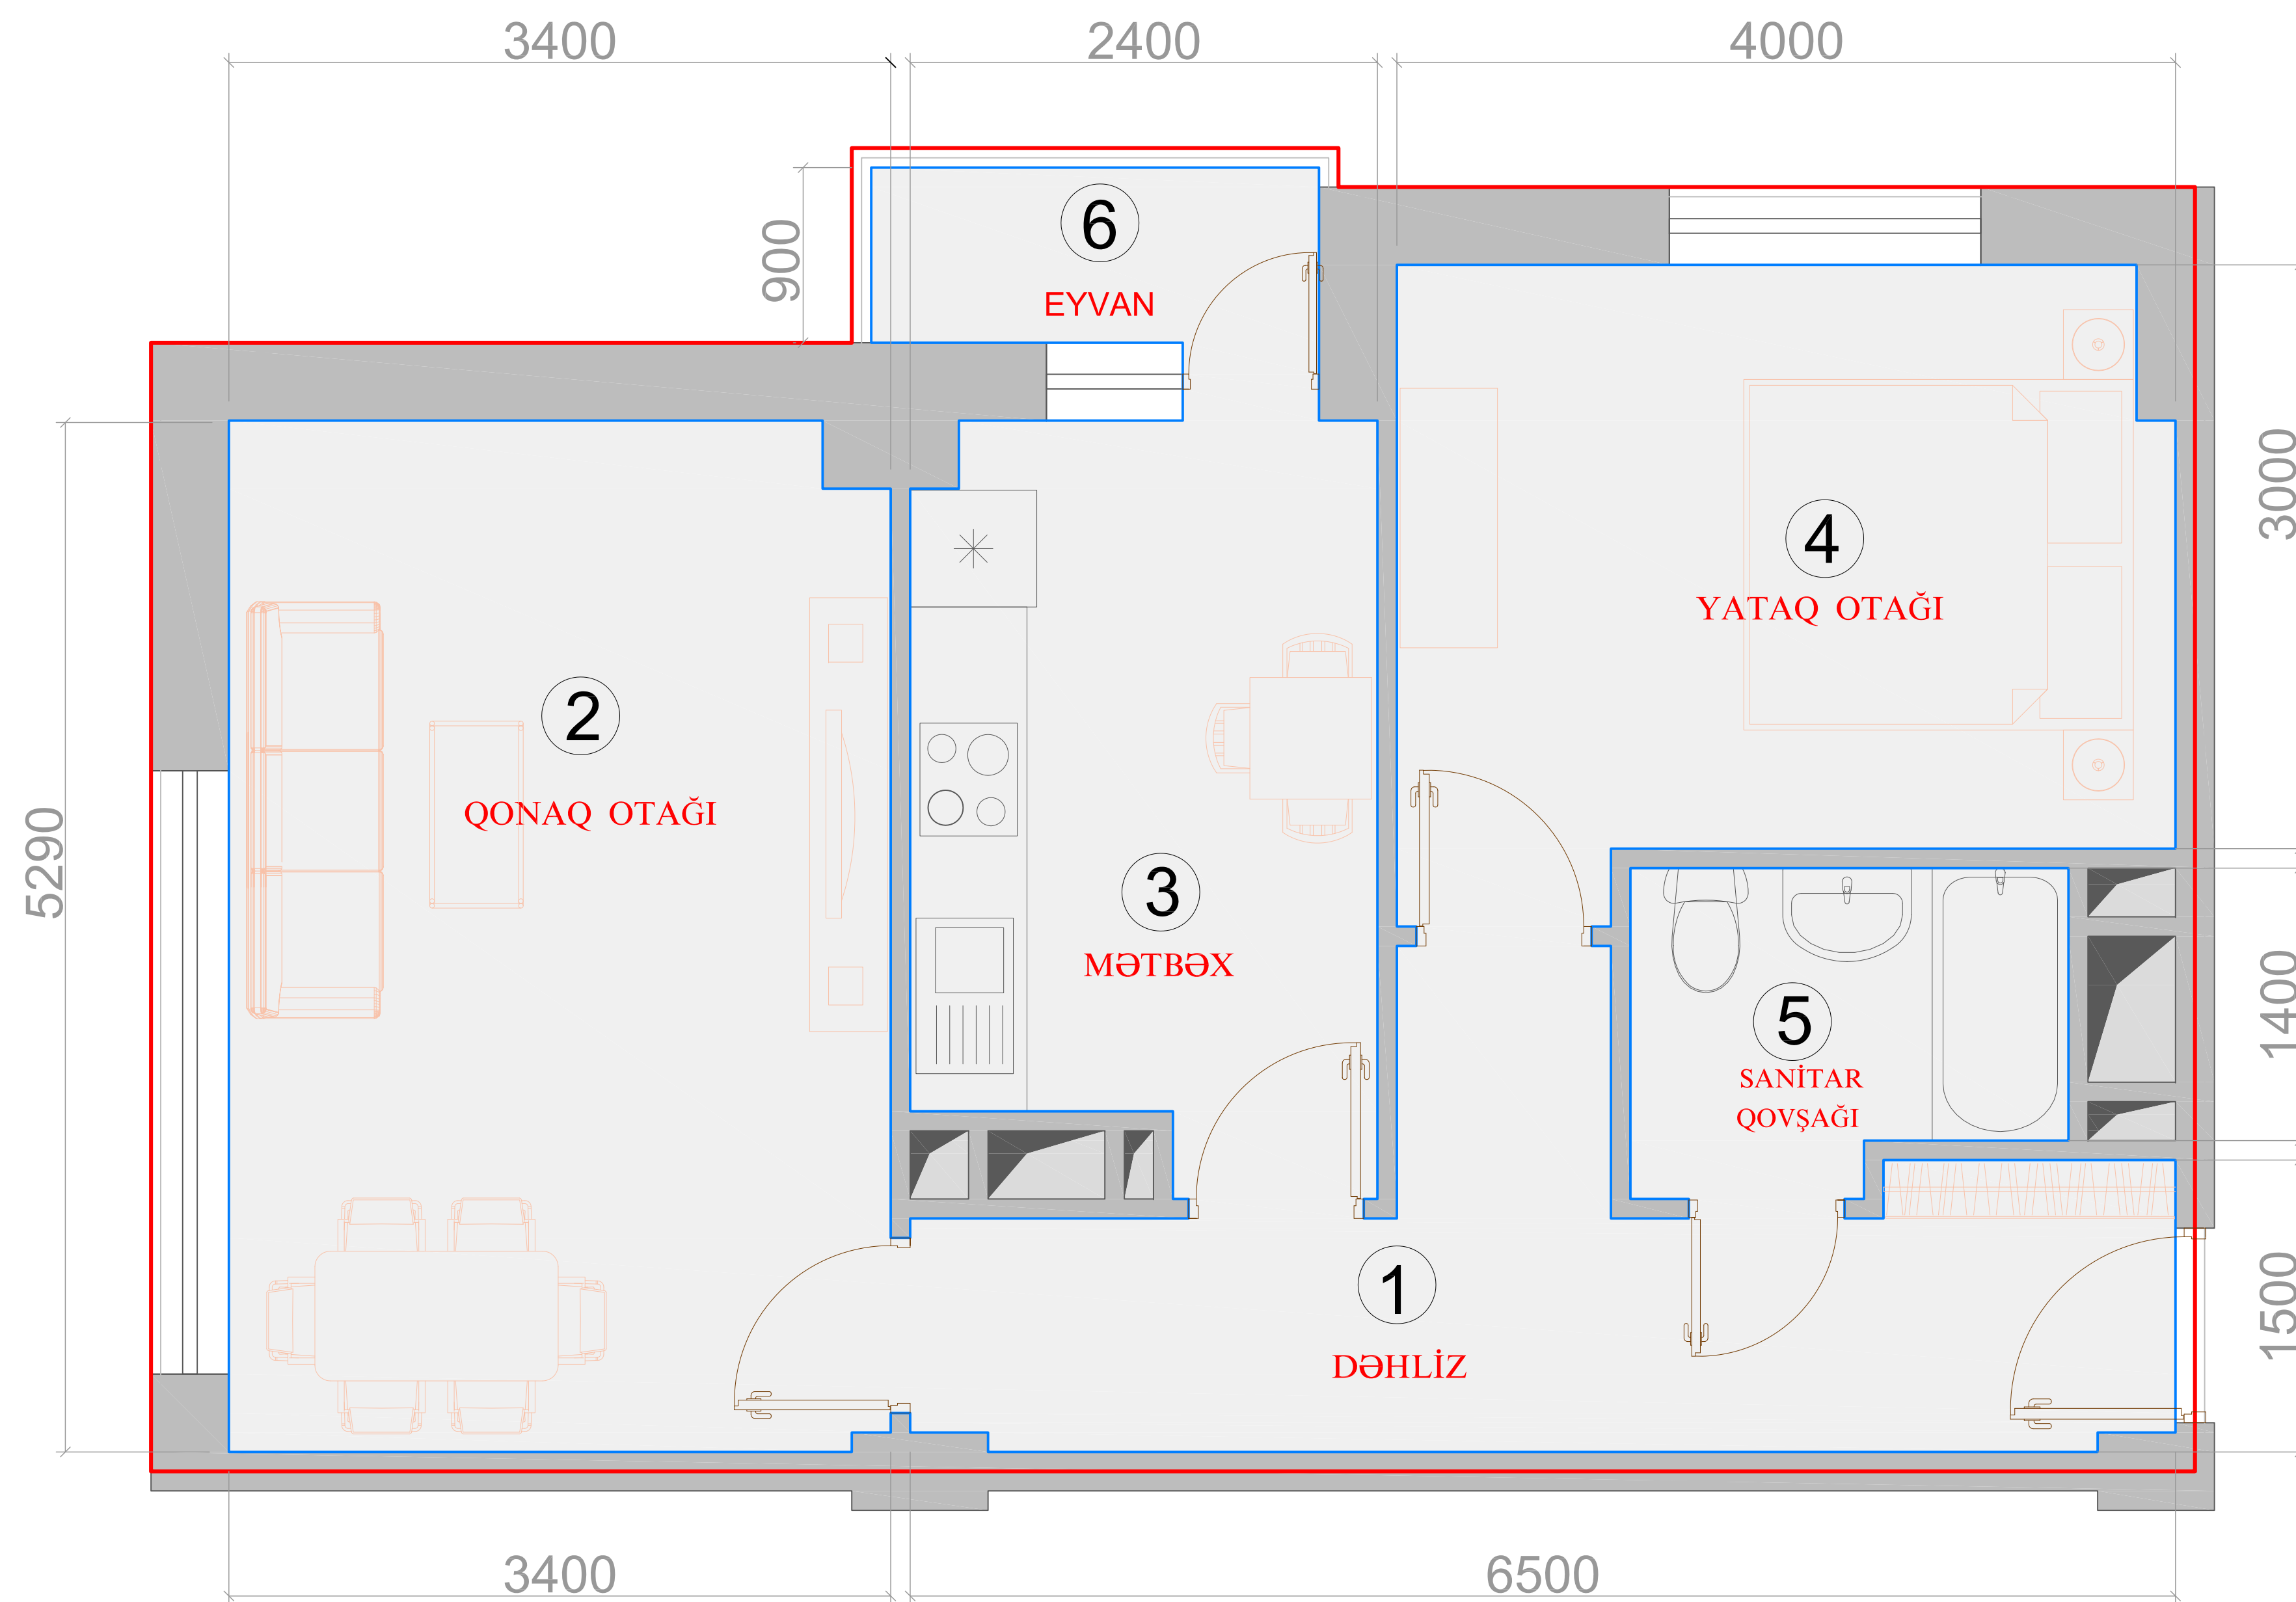 3400
2400
4000
6
EYVAN
900
3000
4
YATAQ OTAĞI
2
QONAQ OTAĞI
5290
3
MƏTBƏX
5
SANİTAR
QOVŞAĞI
1400
1
DƏHLİZ
1500
3400
6500